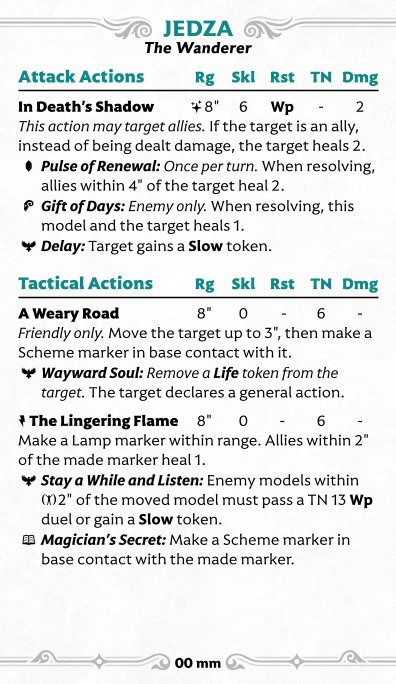 JEDZA
The Wanderer
Attack Actions Rg Skl Rst TN Dmg
In Death's Shadow 8" 6 Wp - 2
This action may target allies. If the target is an ally,
instead of being dealt damage, the target heals 2.
Pulse of Renewal: Once per turn. When resolving,
allies within 4" of the target heal 2.
Gift of Days: Enemy only. When resolving, this
model and the target heals 1.
Delay: Target gains a Slow token.
Tactical Actions Rg Skl Rst TN Dmg
A Weary Road 8" 0 - 6 -
Friendly only. Move the target up to 3", then make a
Scheme marker in base contact with it.
Wayward Soul: Remove a Life token from the
target. The target declares a general action.
The Lingering Flame 8" 0 - 6 -
Make a Lamp marker within range. Allies within 2"
of the made marker heal 1.
Stay a While and Listen: Enemy models within
2" of the moved model must pass a TN 13 Wp
duel or gain a Slow token.
Magician's Secret: Make a Scheme marker in
base contact with the made marker.
00 mm